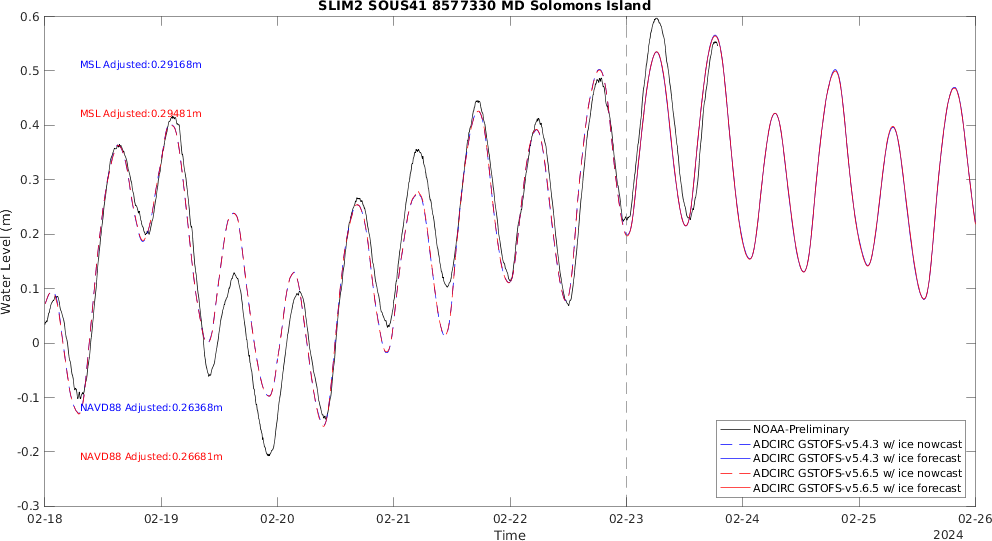 SLIM2 SOUS41 8577330 MD Solomons Island
0.6
0.5
0.4
0.3
0.2
0.1
0
-0.1
-0.2
-0.3
Water Level (m)
MSL Adjusted:0.29168m
MSL Adjusted:0.29481m
NAVD88 Adjusted:0.26368m
NAVD88 Adjusted:0.26681m
NOAA-Preliminary
ADCIRC GSTOFS-v5.4.3 w/ ice nowcast
ADCIRC GSTOFS-v5.4.3 w/ ice forecast
ADCIRC GSTOFS-v5.6.5 w/ ice nowcast
ADCIRC GSTOFS-v5.6.5 w/ ice forecast
02-18 02-19 02-20 02-21 02-22 02-23 02-24 02-25 02-26
Time
2024